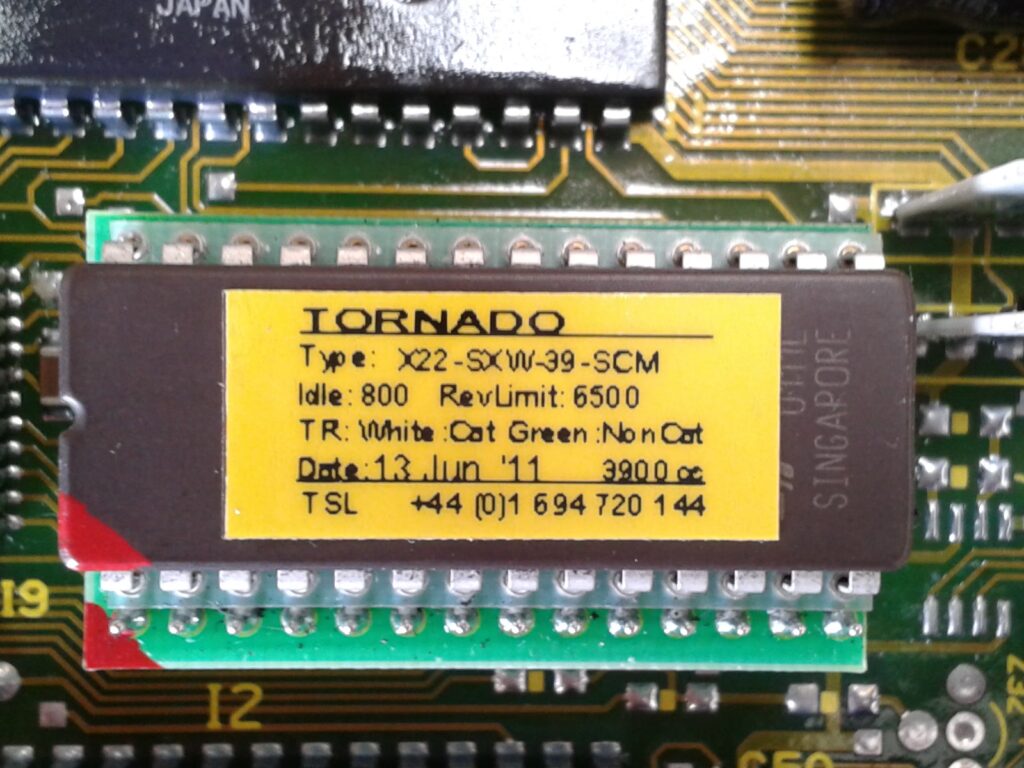 JAPAN
TORNADO
Type: X22-SXW-39-SCM
Idle: 800 RevLimit: 6500
TR: White :Cat Green :Non Cat
Date: 13 Jun '11 3900 cc
TSL +44 (0)1 694 720 144
SINGAPORE
I9
I2
C50